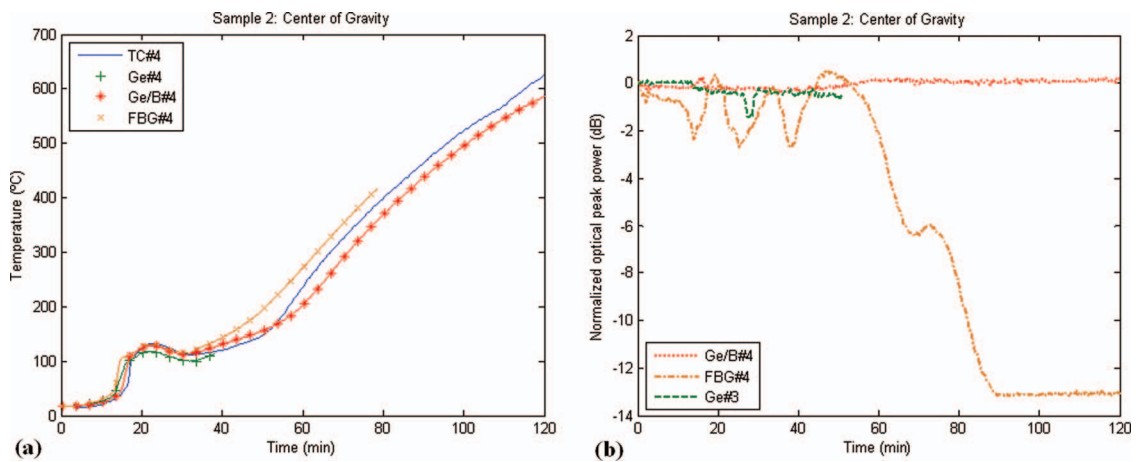 Sample 2: Center of Gravity
700
600
500
400
300
200
100
0
Temperature (ºC)
TC#4
Ge#4
Ge/B#4
FBG#4
0 20 40 60 80 100 120
Time (min)
(a)
Sample 2: Center of Gravity
2
0
-2
-4
-6
-8
-10
-12
-14
Normalized optical peak power (dB)
Ge/B#4
FBG#4
Ge#3
0 20 40 60 80 100 120
Time (min)
(b)